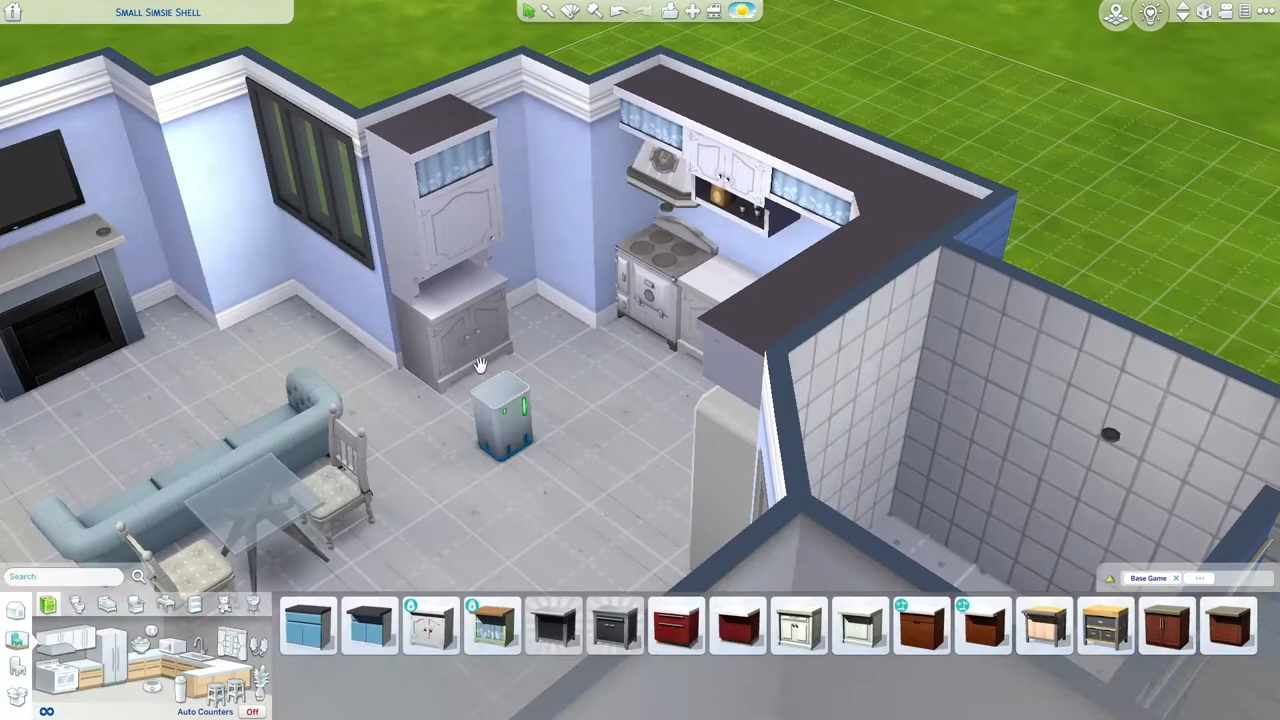 SMALL SIMSIE SHELL
Search
Base Game
Auto Counters
Off